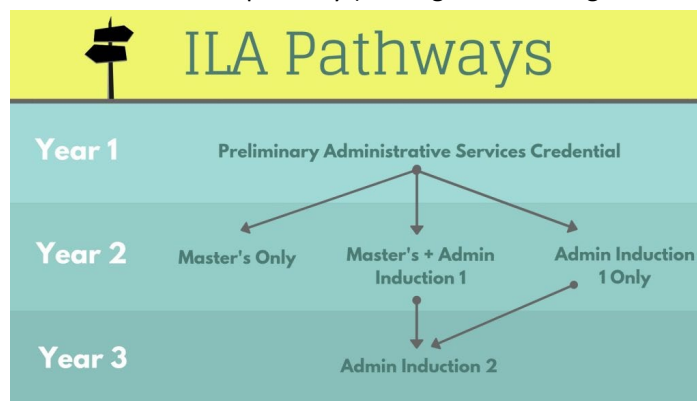 ILA Pathways
Year 1
Preliminary Administrative Services Credential
Year 2
Master's Only
Master's + Admin
Induction 1
Admin Induction
1 Only
Year 3
Admin Induction 2